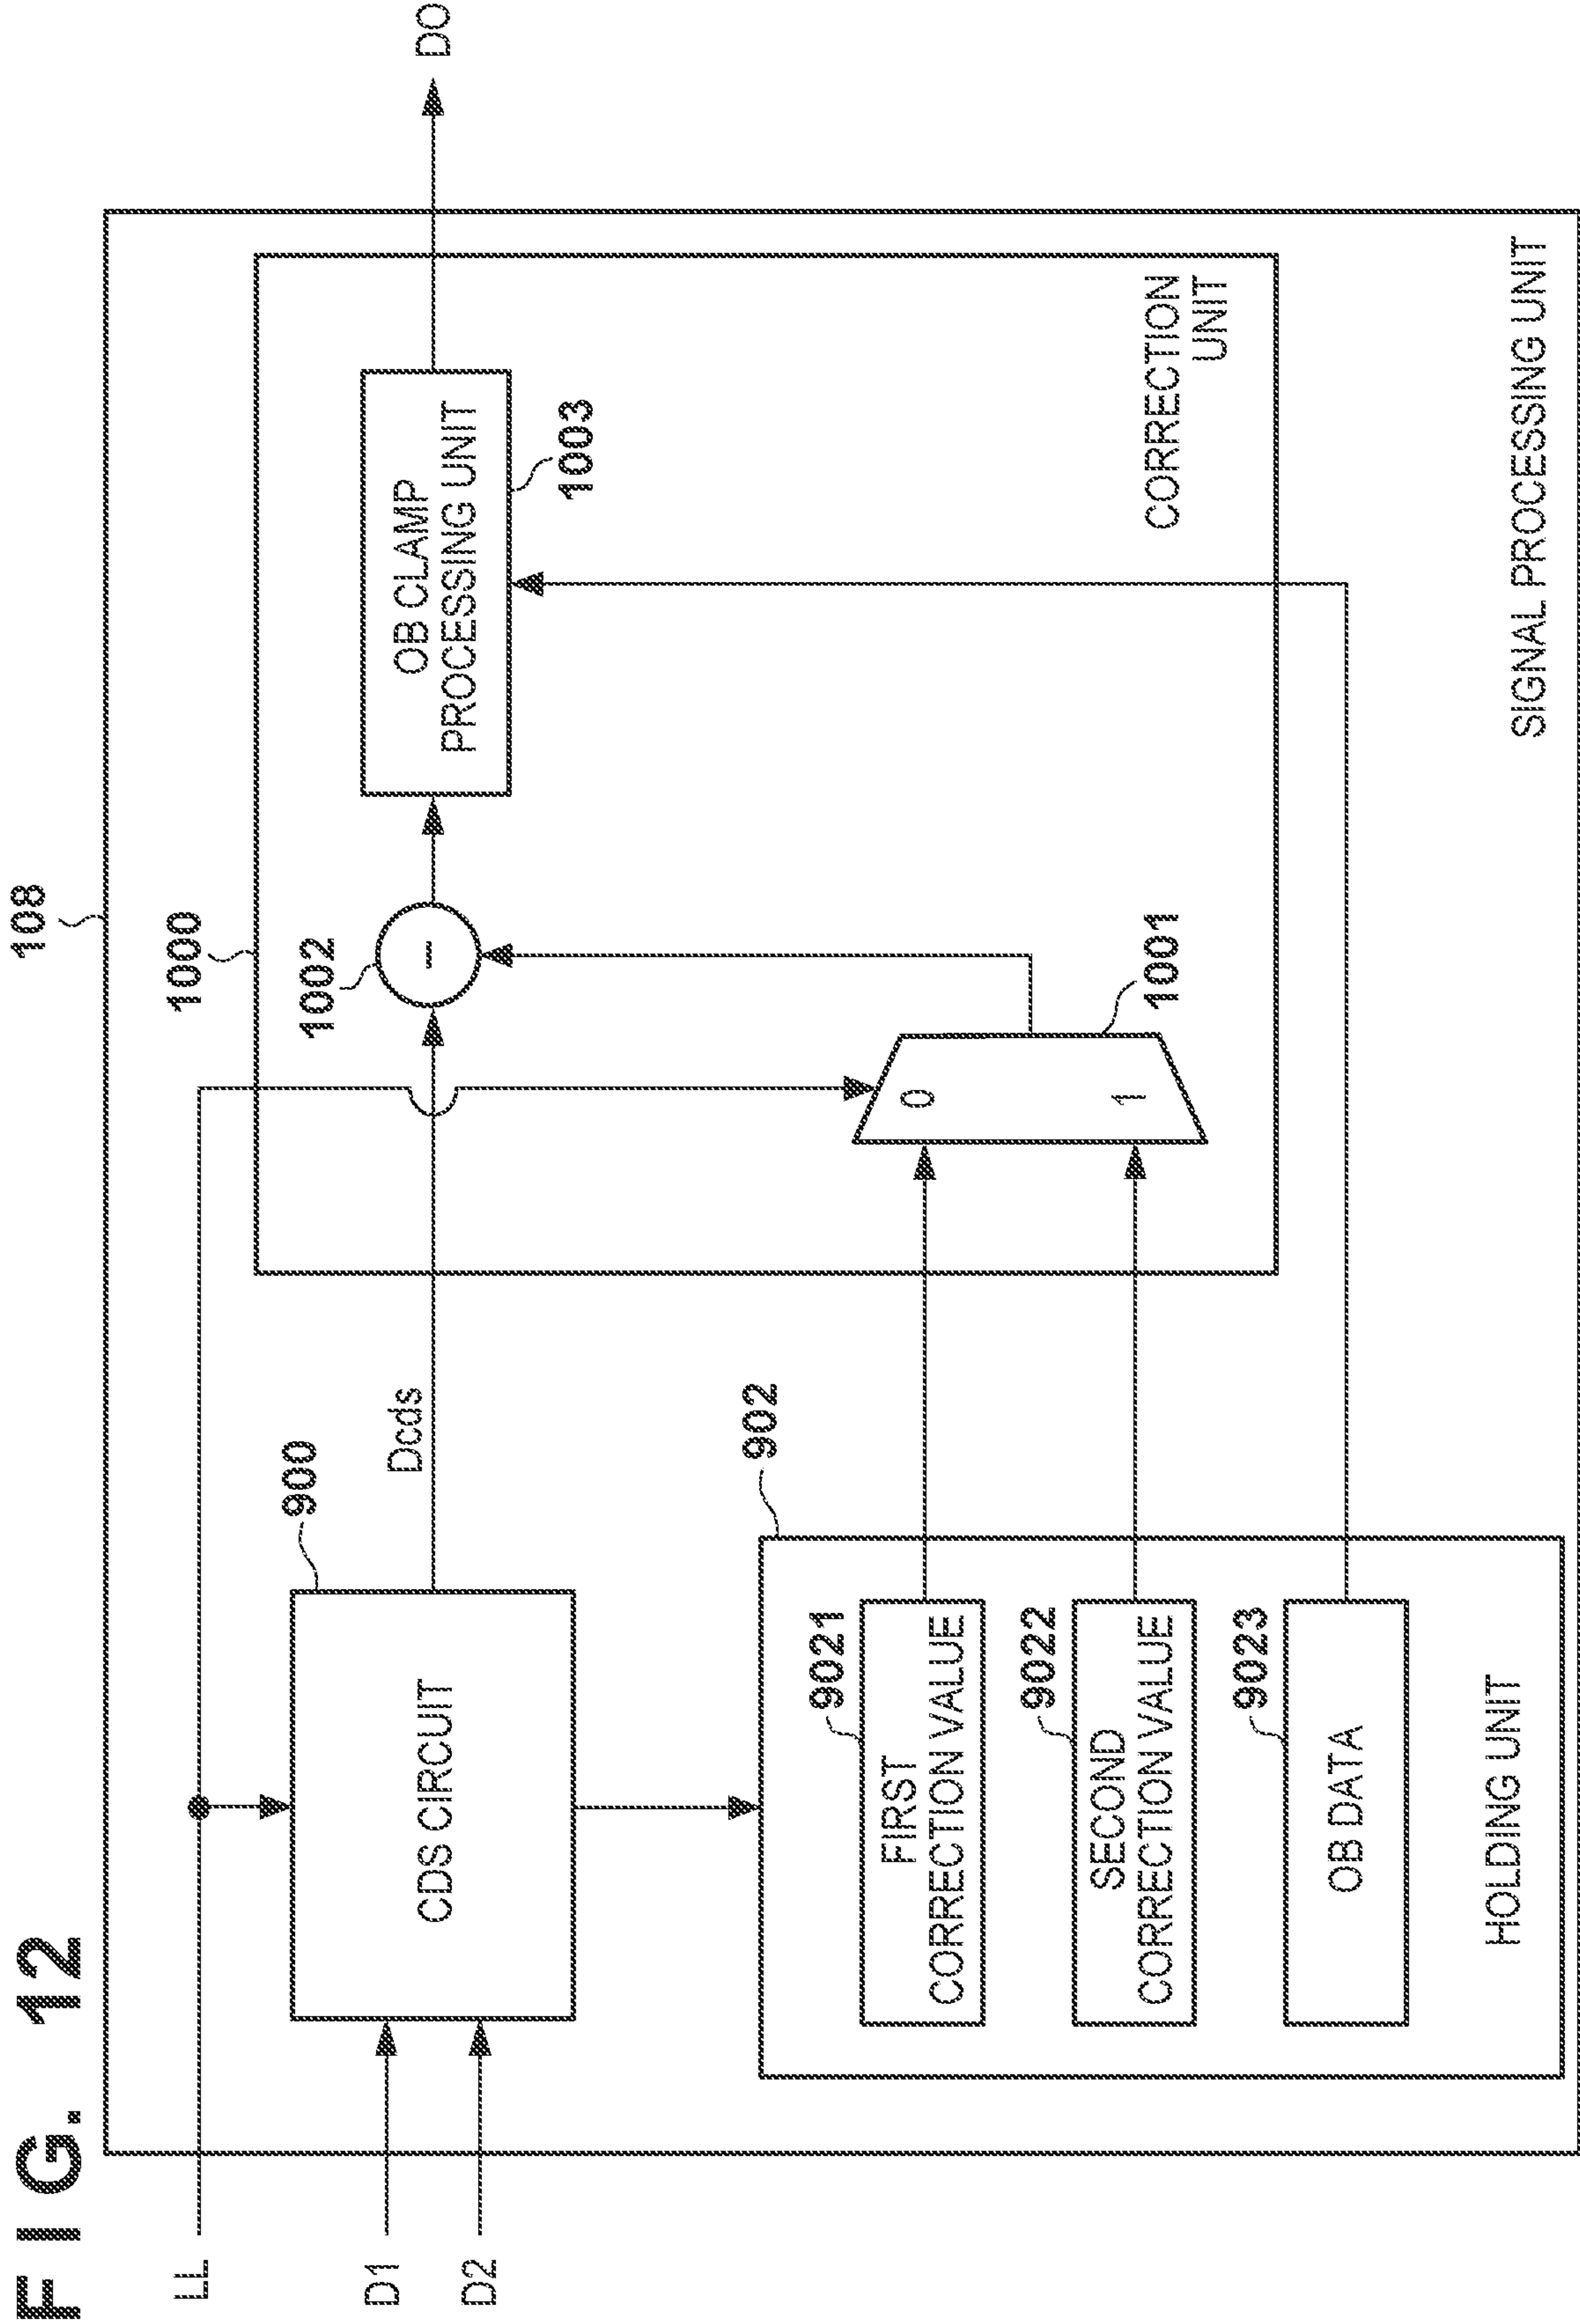 FIG. 12
108
LL
D1
D2
900
CDS CIRCUIT
Dcds
1000
1002
−
OB CLAMP
PROCESSING UNIT
1003
DO
902
9021
FIRST
CORRECTION VALUE
9022
SECOND
CORRECTION VALUE
9023
OB DATA
HOLDING UNIT
0
1
1001
CORRECTION
UNIT
SIGNAL PROCESSING UNIT